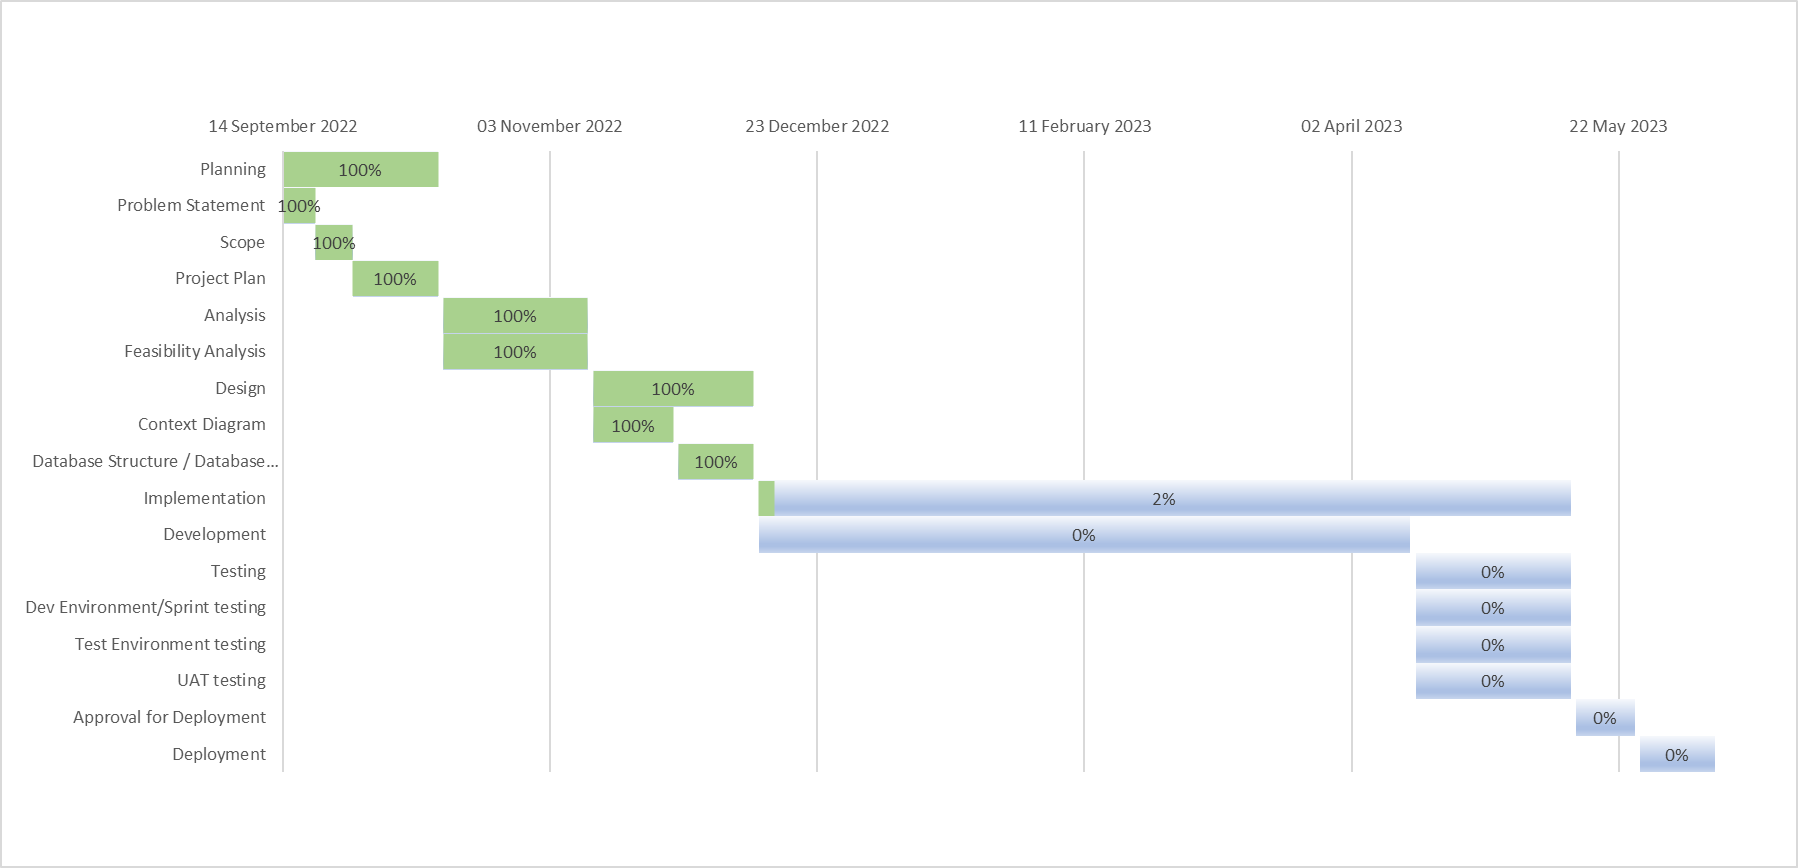 14 September 2022 03 November 2022 23 December 2022 11 February 2023 02 April 2023 22 May 2023
Planning 100%
Problem Statement 100%
Scope 100%
Project Plan 100%
Analysis 100%
Feasibility Analysis 100%
Design 100%
Context Diagram 100%
Database Structure / Database... 100%
Implementation 2%
Development 0%
Testing 0%
Dev Environment/Sprint testing 0%
Test Environment testing 0%
UAT testing 0%
Approval for Deployment 0%
Deployment 0%